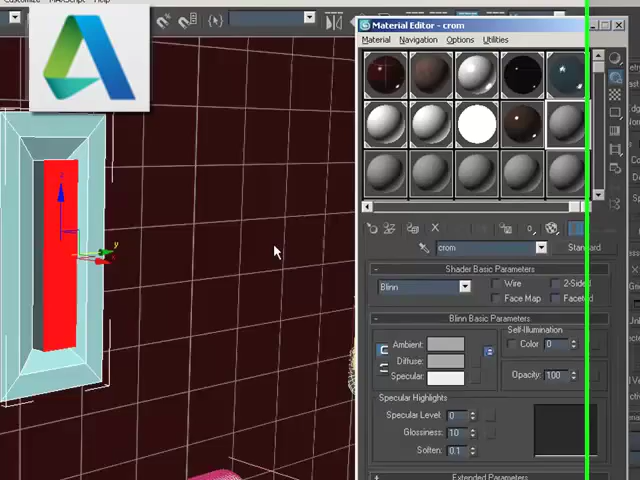 Customize MAXScript Help
Material Editor - crom
Material Navigation Options Utilities
crom Standard
- Shader Basic Parameters
Blinn Wire 2-Sided
Face Map Faceted
- Blinn Basic Parameters
Self-Illumination
Ambient: Color 0
Diffuse:
Specular: Opacity: 100
Specular Highlights
Specular Level: 0
Glossiness: 10
Soften: 0.1
+ Extended Parameters
z
y
x